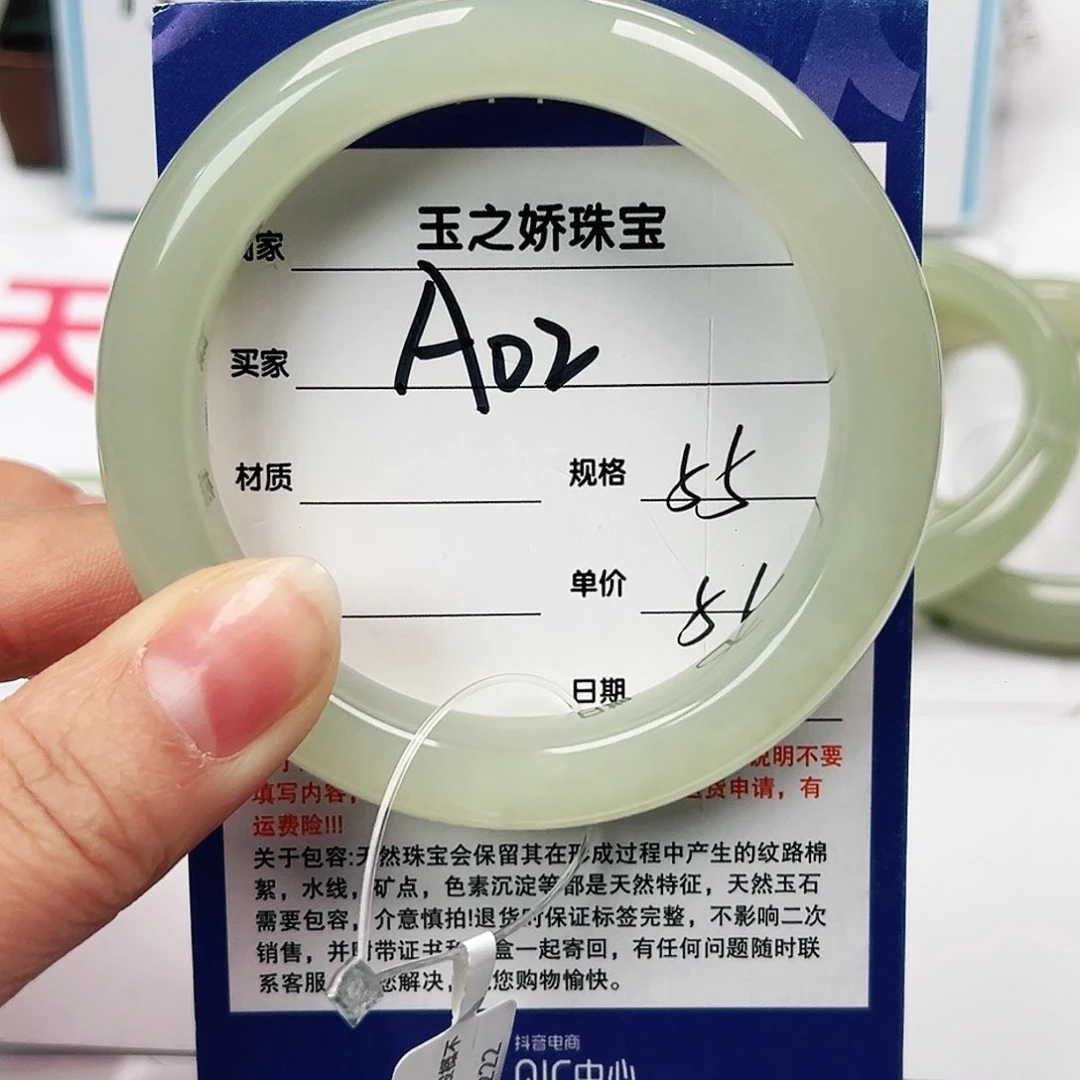 玉之娇珠宝
家
买家 A02
材质 规格 55
单价 81
日期
说明不要
填写内容, 货申请，有
运费险!!!
关于包容:天然珠宝会保留其在形成过程中产生的纹路棉
絮，水线，矿点，色素沉淀等都是天然特征，天然玉石
需要包容，介意慎拍!退货时保证标签完整，不影响二次
销售，并时带证书和 盒一起寄回，有任何问题随时联
系客服 您解决， 您购物愉快。
抖音电商
QIC中心
222
天